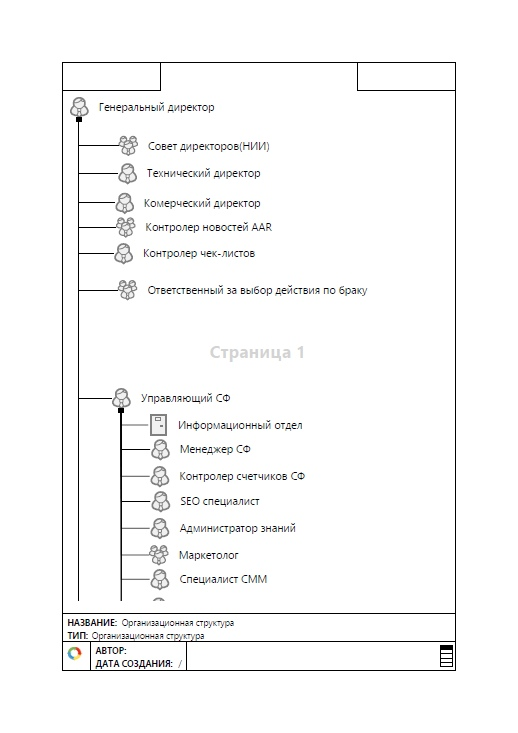 Генеральный директор
Совет директоров(НИИ)
Технический директор
Комерческий директор
Контролер новостей AAR
Контролер чек-листов
Ответственный за выбор действия по браку
Страница 1
Управляющий СФ
Информационный отдел
Менеджер СФ
Контролер счетчиков СФ
SEO специалист
Администратор знаний
Маркетолог
Специалист СММ
НАЗВАНИЕ: Организационная структура
ТИП: Организационная структура
АВТОР:
ДАТА СОЗДАНИЯ: /